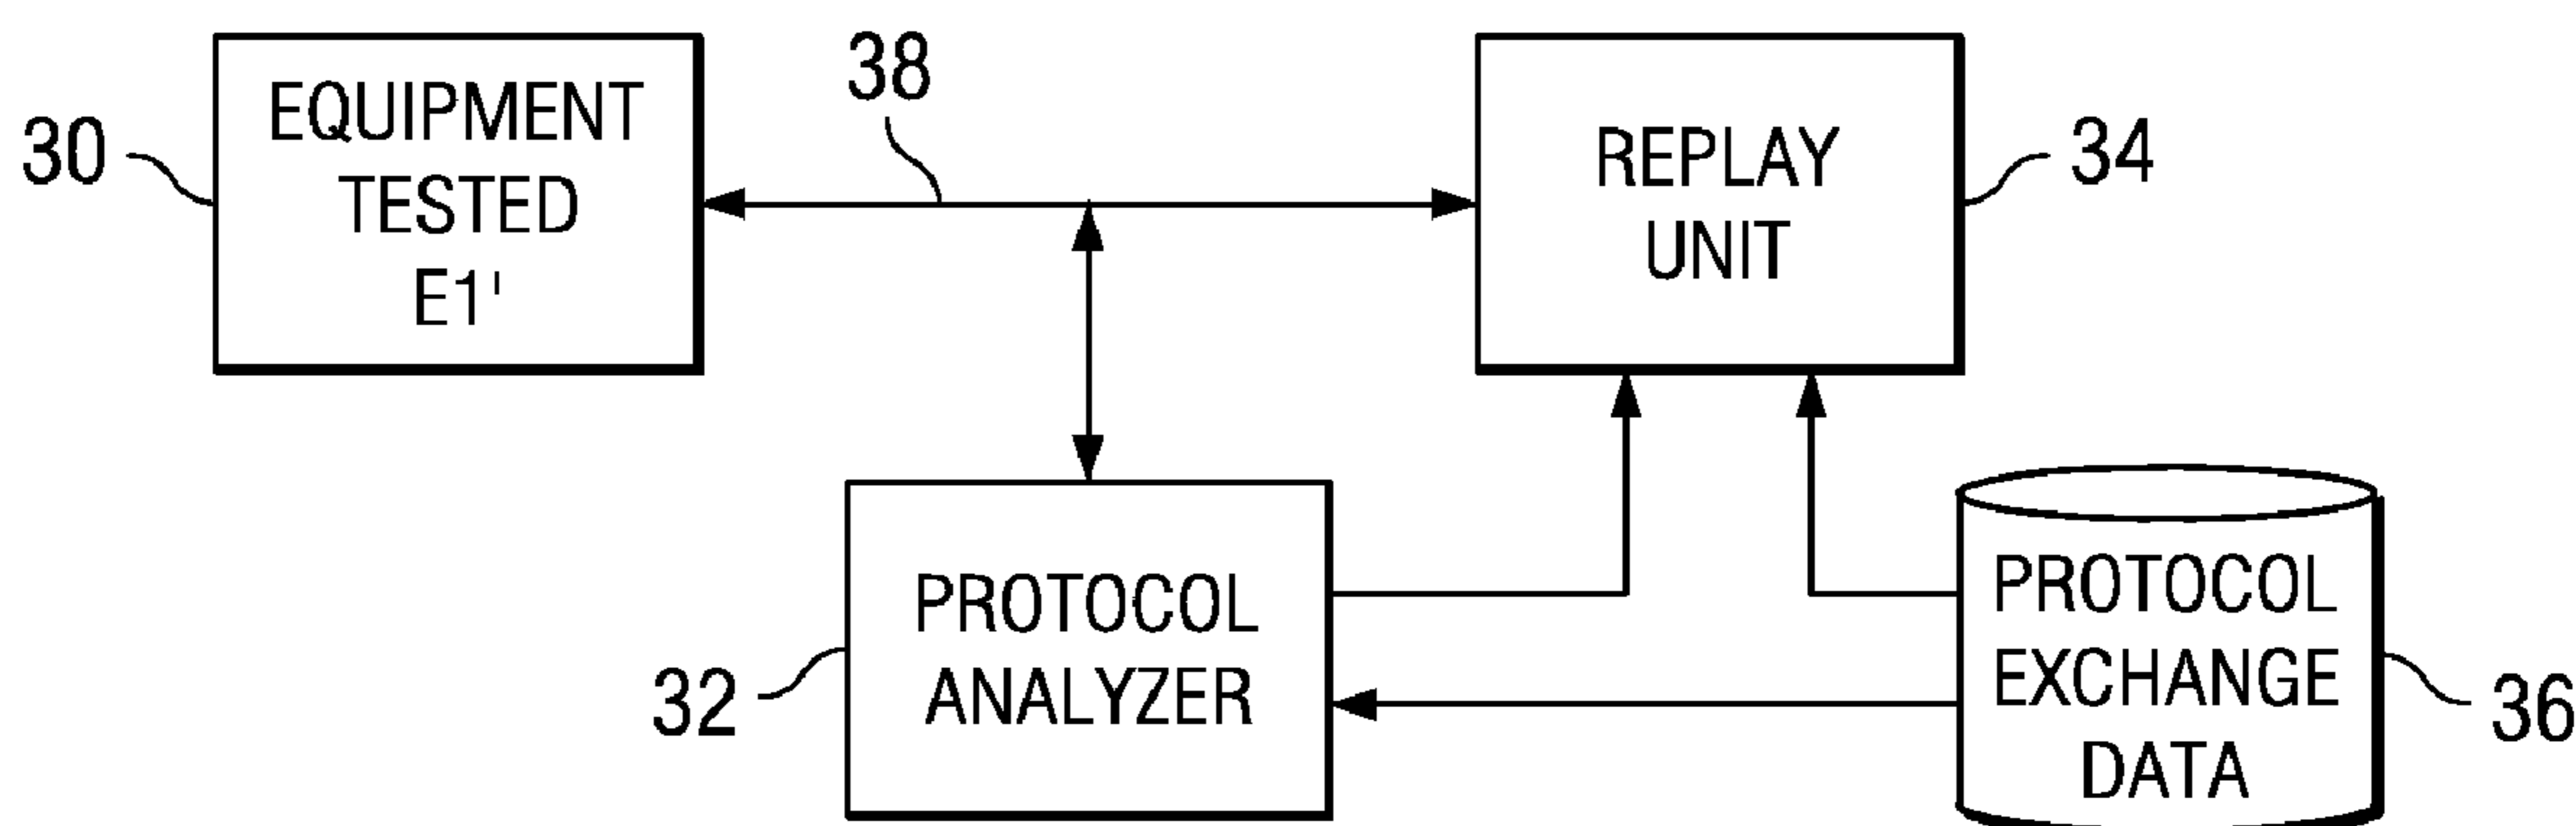 30
EQUIPMENT
TESTED
E1'
38
REPLAY
UNIT
34
32
PROTOCOL
ANALYZER
PROTOCOL
EXCHANGE
DATA
36